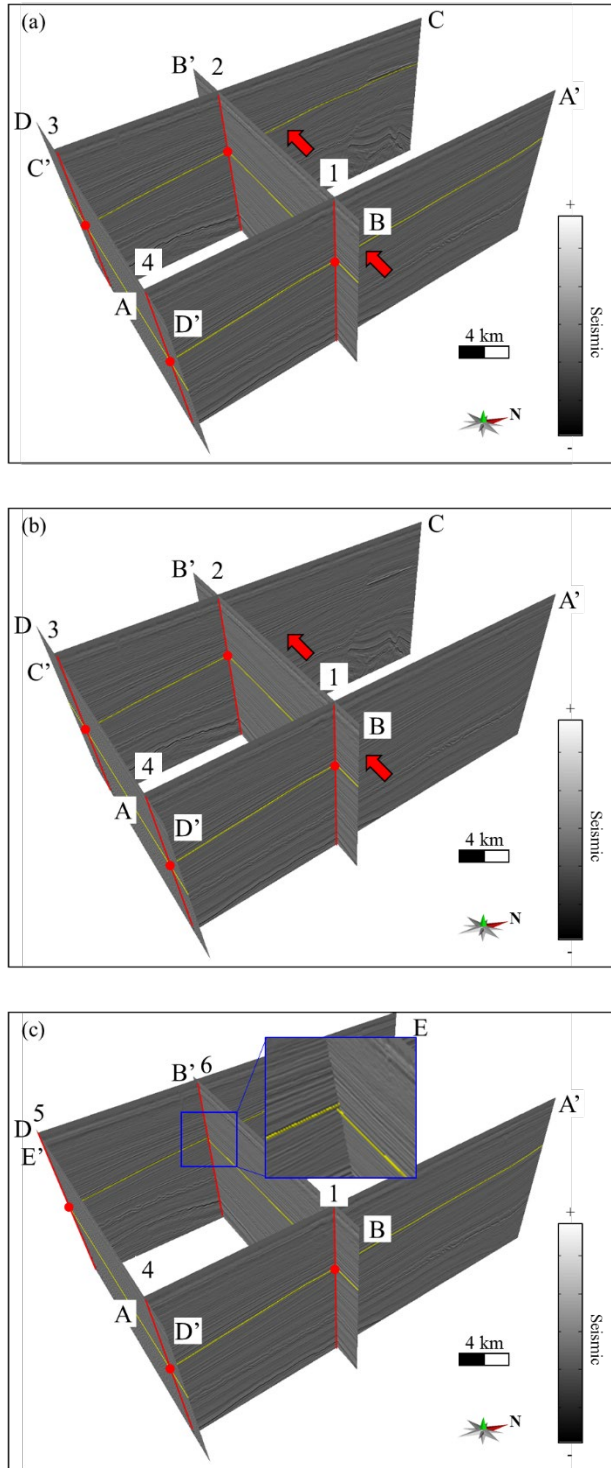 (a)
C
B’ 2
A’
D 3
C’
1
+
B
4
Seismic
A
D’
4 km
N
-
(b)
C
B’ 2
A’
D 3
C’
1
+
B
4
Seismic
A
D’
4 km
N
-
(c)
E
B’ 6
A’
D 5
E’
1
+
B
4
Seismic
A
D’
4 km
N
-